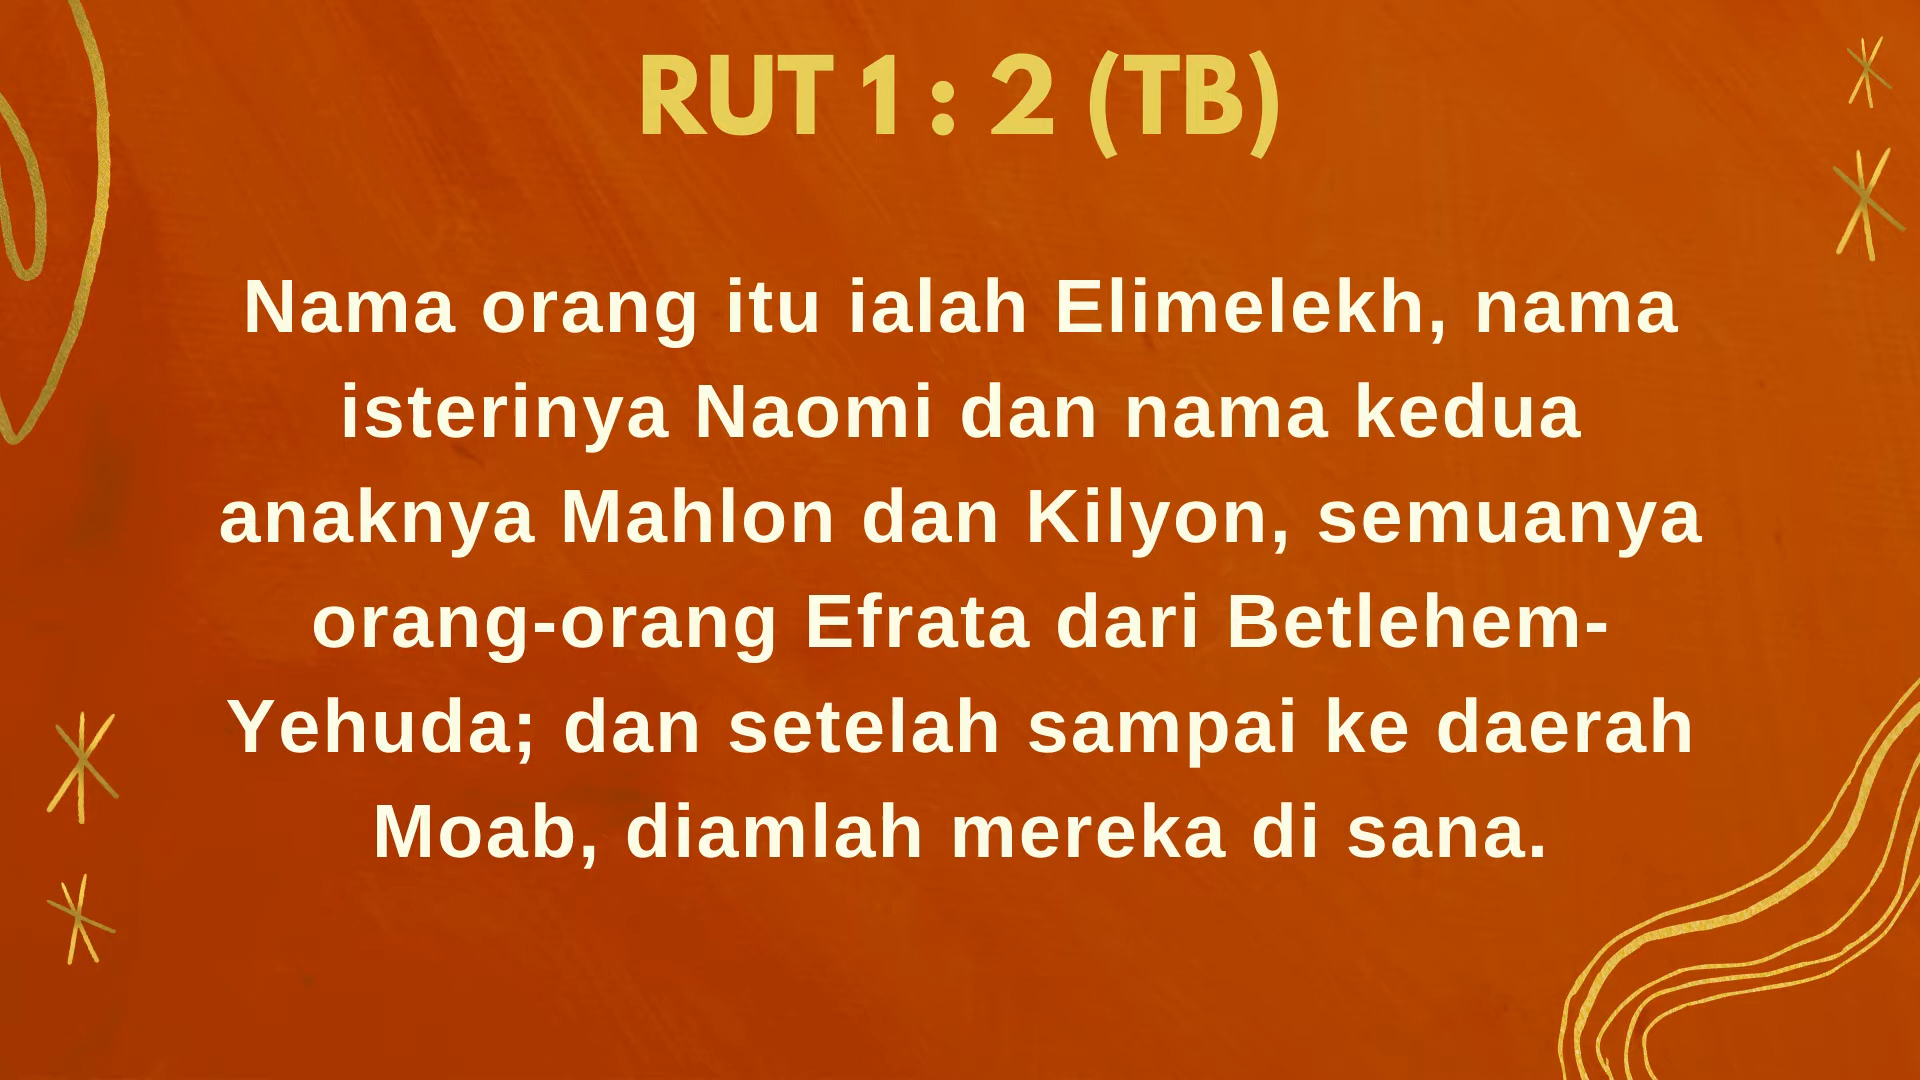 RUT 1 : 2 (TB)
Nama orang itu ialah Elimelekh, nama
isterinya Naomi dan nama kedua
anaknya Mahlon dan Kilyon, semuanya
orang-orang Efrata dari Betlehem-
Yehuda; dan setelah sampai ke daerah
Moab, diamlah mereka di sana.